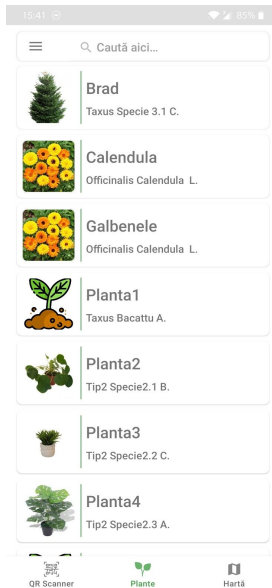 15:41
85%
Caută aici...
Brad
Taxus Specie 3.1 C.
Calendula
Officinalis Calendula L.
Galbenele
Officinalis Calendula L.
Planta1
Taxus Bacattu A.
Planta2
Tip2 Specie2.1 B.
Planta3
Tip2 Specie2.2 C.
Planta4
Tip2 Specie2.3 A.
QR Scanner
Plante
Hartă